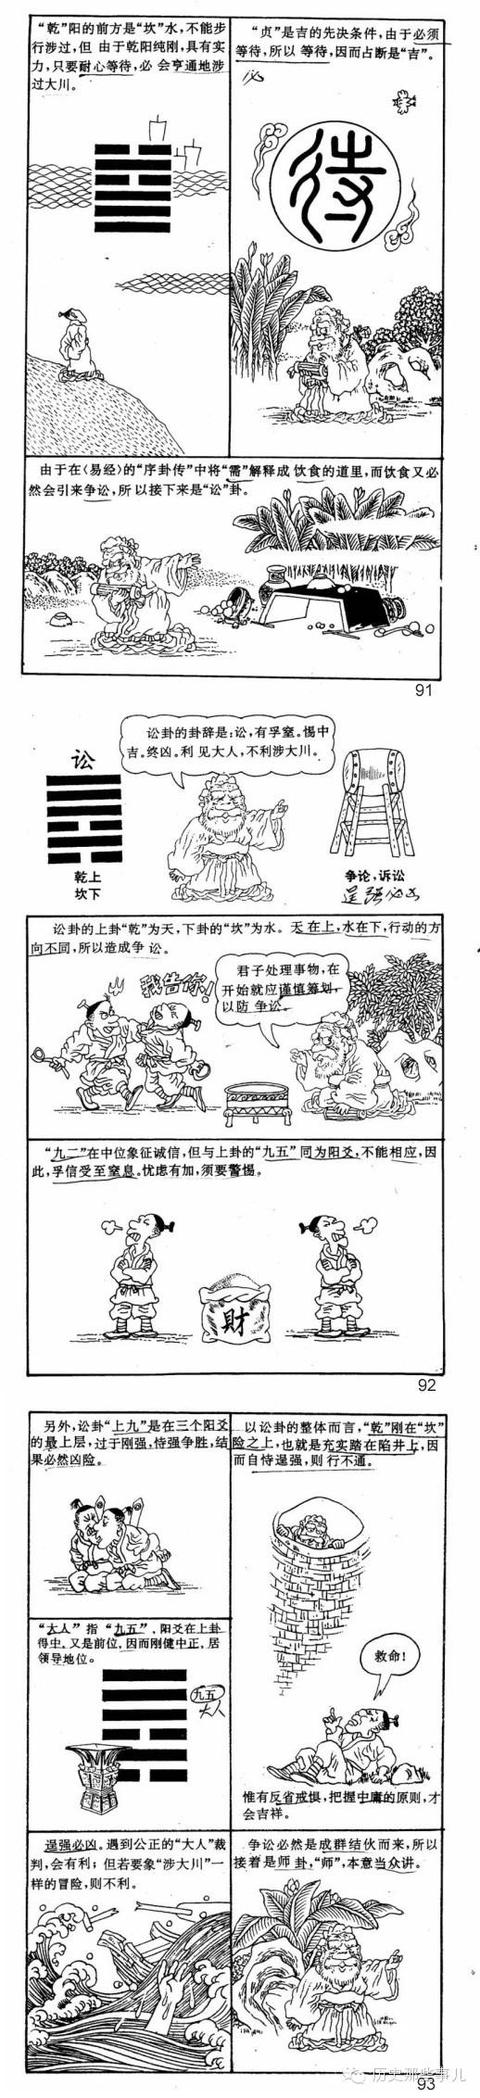 “乾”阳的前方是“坎”水,不能步
行涉过,但 由于乾阳纯刚,具有实
力,只要耐心等待,必 会亨通地涉
过大川。
“贞”是吉的先决条件,由于必须
等待,所以 等待,因而占断是“吉”。
待
由于在(易经)的“序卦传”中将“需”解释成 饮食的道里,而饮食又必
然会引来争讼,所 以接下来是“讼”卦。
91
讼
乾上
坎下
讼卦的卦辞是:讼,有孚窒。惕中
吉。终凶。利 见大人,不利涉大川。
争论,诉讼
逞强必凶
讼卦的上卦“乾”为天,下卦的“坎”为水。天 在上,水在下,行动的方
向不同,所以造成争 讼。
我告你!
君子处理事物,在
开始就应谨慎筹划,
以防 争讼。
“九二”在中位象征诚信,但与上卦的“九五”同为阳爻,不能相应,因
此,孚信受至窒息。忧虑有加,须要警惕。
財
92
另外,讼卦“上九”是在三个阳爻
的最上层,过于刚强,恃强争胜,结
果必然凶险。
“大人”指“九五”,阳爻在上卦
得中,又是前位,因而刚健中正,居
领导地位。
九五
大人
以讼卦的整体而言,“乾”刚在“坎”
险之上,也就是充实踏在陷井上,因
而自恃逞强,则 行不通。
救命!
惟有反省戒惧,把握中庸的原则,才
会吉祥。
逞强必凶。遇到公正的“大人”裁
判,会有利;但若要象“涉大川”一
样的冒险,则不利。
争讼必然是成群结伙而来,所以
接着是师 卦,“师”,本意当众讲。
历史那些事儿
93